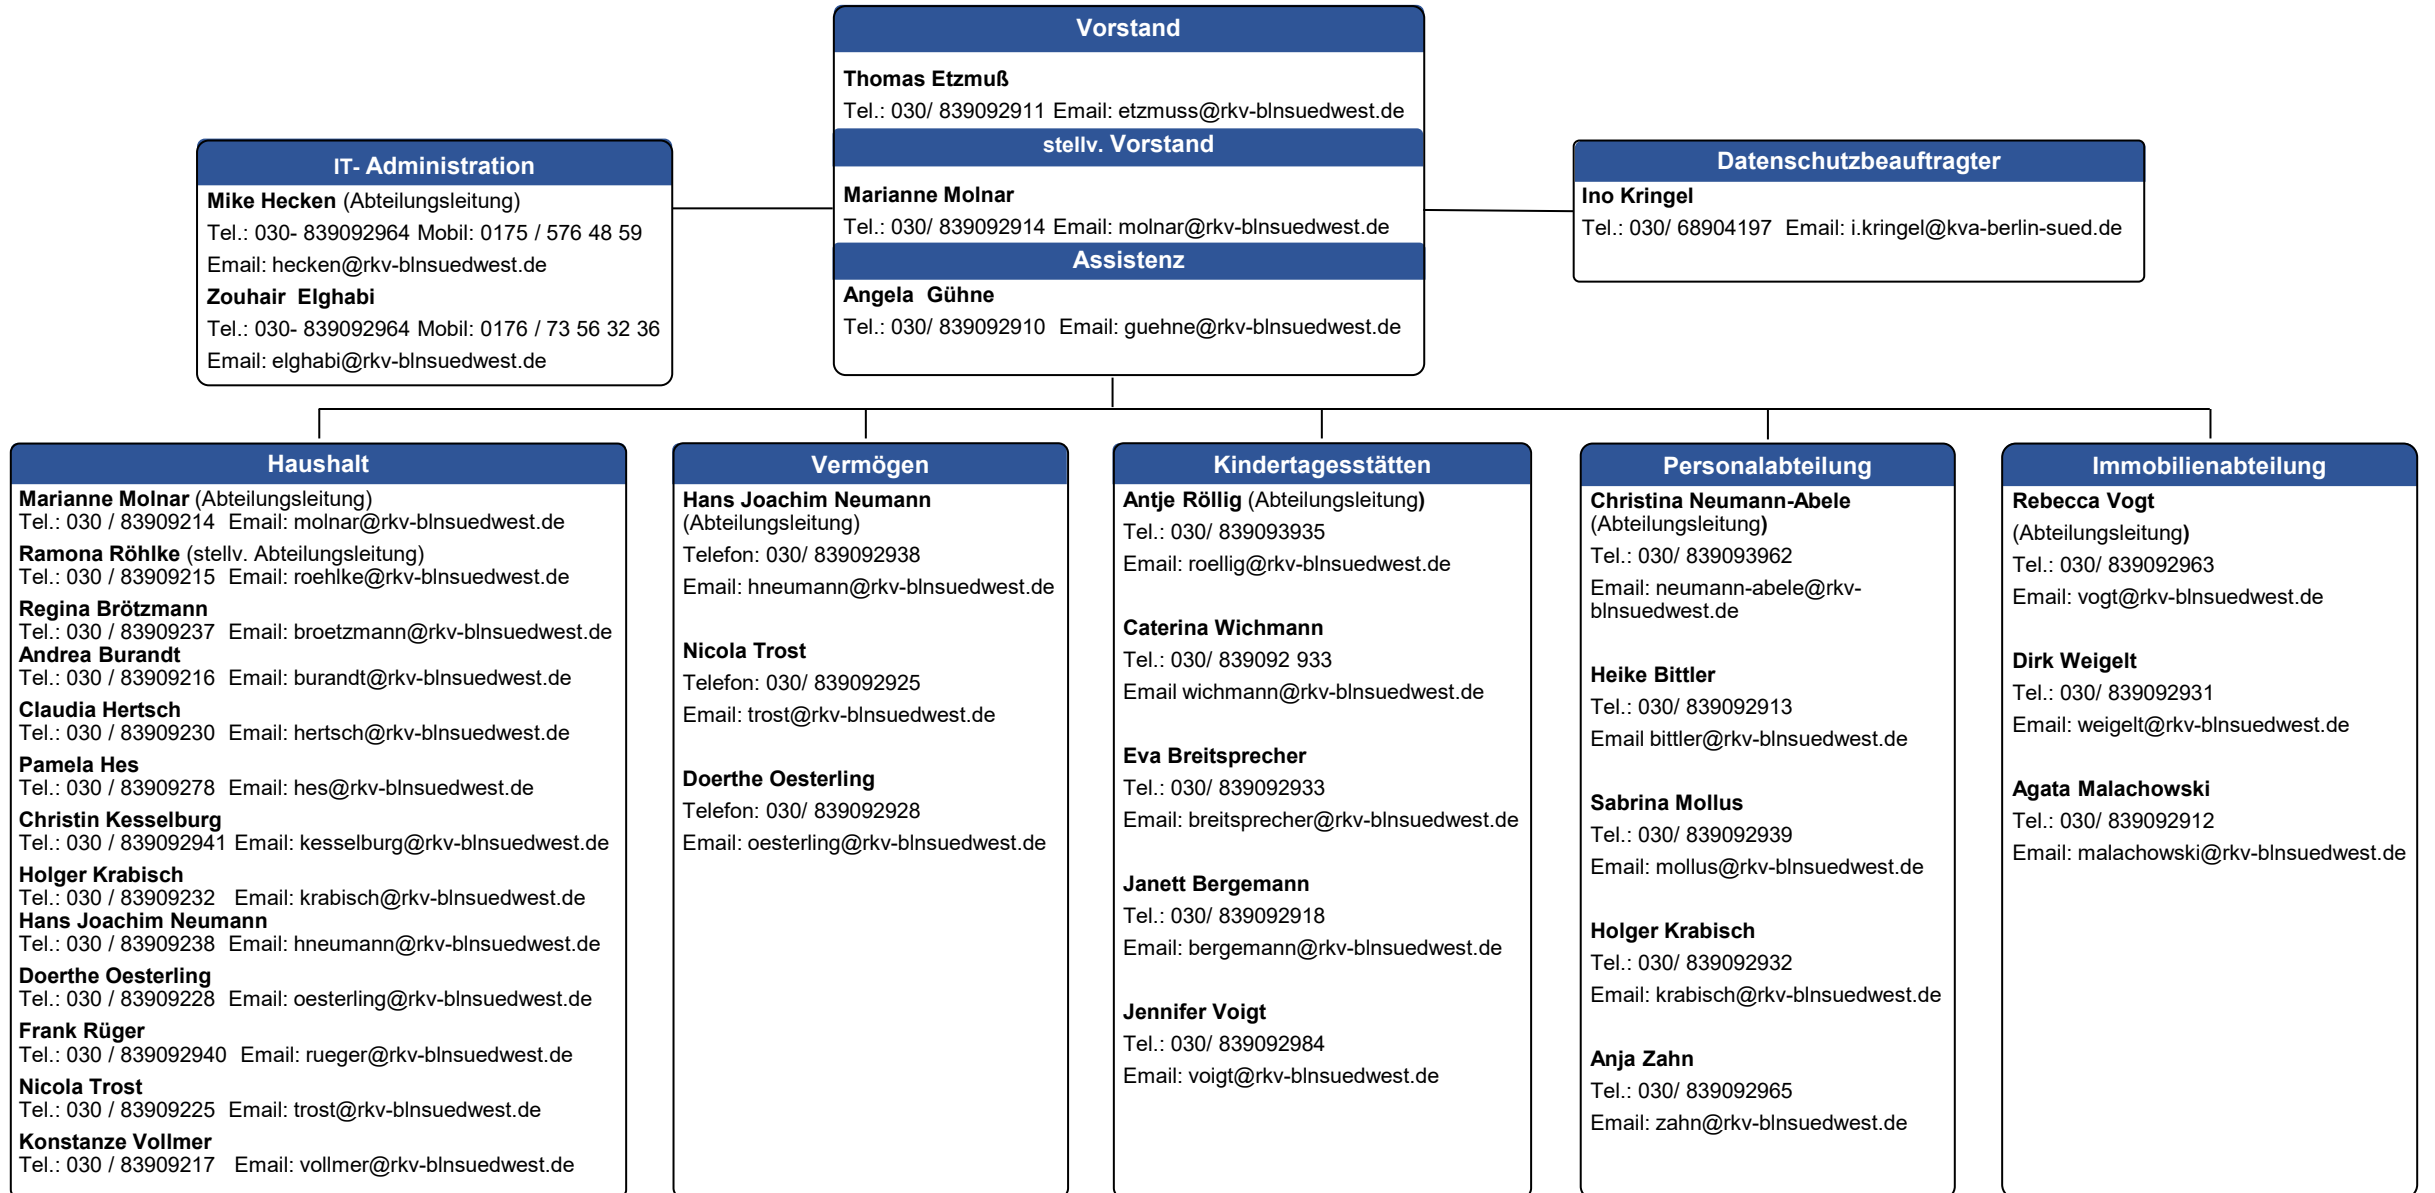 Vorstand
Thomas Etzmuß
Tel.: 030/ 839092911 Email: etzmuss@rkv-blnsuedwest.de
stellv. Vorstand
Marianne Molnar
Tel.: 030/ 839092914 Email: molnar@rkv-blnsuedwest.de
Assistenz
Angela Gühne
Tel.: 030/ 839092910 Email: guehne@rkv-blnsuedwest.de
IT- Administration
Mike Hecken (Abteilungsleitung)
Tel.: 030- 839092964 Mobil: 0175 / 576 48 59
Email: hecken@rkv-blnsuedwest.de
Zouhair Elghabi
Tel.: 030- 839092964 Mobil: 0176 / 73 56 32 36
Email: elghabi@rkv-blnsuedwest.de
Datenschutzbeauftragter
Ino Kringel
Tel.: 030/ 68904197 Email: i.kringel@kva-berlin-sued.de
Haushalt
Marianne Molnar (Abteilungsleitung)
Tel.: 030 / 83909214 Email: molnar@rkv-blnsuedwest.de
Ramona Röhlke (stellv. Abteilungsleitung)
Tel.: 030 / 83909215 Email: roehlke@rkv-blnsuedwest.de
Regina Brötzmann
Tel.: 030 / 83909237 Email: broetzmann@rkv-blnsuedwest.de
Andrea Burandt
Tel.: 030 / 83909216 Email: burandt@rkv-blnsuedwest.de
Claudia Hertsch
Tel.: 030 / 83909230 Email: hertsch@rkv-blnsuedwest.de
Pamela Hes
Tel.: 030 / 83909278 Email: hes@rkv-blnsuedwest.de
Christin Kesselburg
Tel.: 030 / 839092941 Email: kesselburg@rkv-blnsuedwest.de
Holger Krabisch
Tel.: 030 / 83909232 Email: krabisch@rkv-blnsuedwest.de
Hans Joachim Neumann
Tel.: 030 / 83909238 Email: hneumann@rkv-blnsuedwest.de
Doerthe Oesterling
Tel.: 030 / 83909228 Email: oesterling@rkv-blnsuedwest.de
Frank Rüger
Tel.: 030 / 839092940 Email: rueger@rkv-blnsuedwest.de
Nicola Trost
Tel.: 030 / 83909225 Email: trost@rkv-blnsuedwest.de
Konstanze Vollmer
Tel.: 030 / 83909217 Email: vollmer@rkv-blnsuedwest.de
Vermögen
Hans Joachim Neumann
(Abteilungsleitung)
Telefon: 030/ 839092938
Email: hneumann@rkv-blnsuedwest.de
Nicola Trost
Telefon: 030/ 839092925
Email: trost@rkv-blnsuedwest.de
Doerthe Oesterling
Telefon: 030/ 839092928
Email: oesterling@rkv-blnsuedwest.de
Kindertagesstätten
Antje Röllig (Abteilungsleitung)
Tel.: 030/ 839093935
Email: roellig@rkv-blnsuedwest.de
Caterina Wichmann
Tel.: 030/ 839092 933
Email wichmann@rkv-blnsuedwest.de
Eva Breitsprecher
Tel.: 030/ 839092933
Email: breitsprecher@rkv-blnsuedwest.de
Janett Bergemann
Tel.: 030/ 839092918
Email: bergemann@rkv-blnsuedwest.de
Jennifer Voigt
Tel.: 030/ 839092984
Email: voigt@rkv-blnsuedwest.de
Personalabteilung
Christina Neumann-Abele
(Abteilungsleitung)
Tel.: 030/ 839093962
Email: neumann-abele@rkv-
blnsuedwest.de
Heike Bittler
Tel.: 030/ 839092913
Email bittler@rkv-blnsuedwest.de
Sabrina Mollus
Tel.: 030/ 839092939
Email: mollus@rkv-blnsuedwest.de
Holger Krabisch
Tel.: 030/ 839092932
Email: krabisch@rkv-blnsuedwest.de
Anja Zahn
Tel.: 030/ 839092965
Email: zahn@rkv-blnsuedwest.de
Immobilienabteilung
Rebecca Vogt
(Abteilungsleitung)
Tel.: 030/ 839092963
Email: vogt@rkv-blnsuedwest.de
Dirk Weigelt
Tel.: 030/ 839092931
Email: weigelt@rkv-blnsuedwest.de
Agata Malachowski
Tel.: 030/ 839092912
Email: malachowski@rkv-blnsuedwest.de